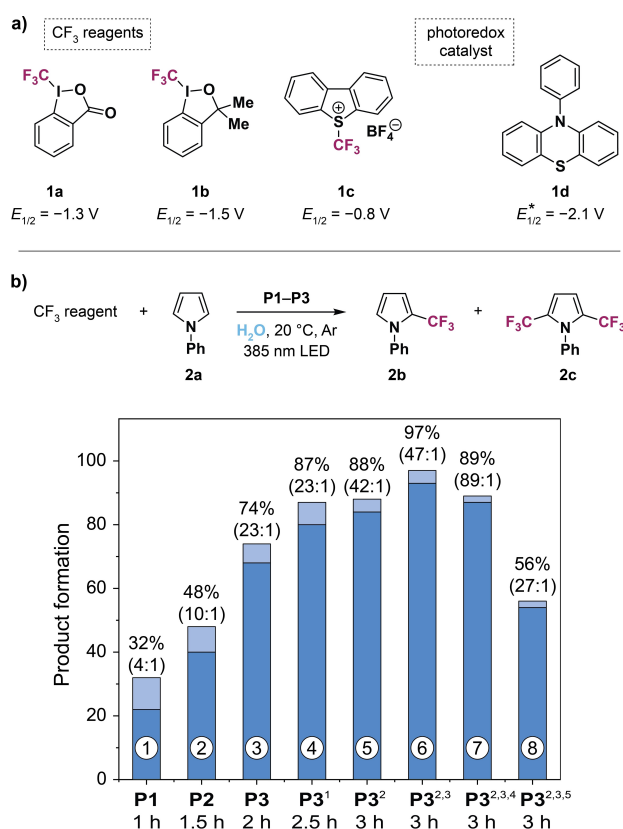 a)
CF₃ reagents
photoredox
catalyst
F₃C
I
O
O
F₃C
I
O
Me
Me
S
+
CF₃
BF₄⊖
N
S
1a
1b
1c
1d
E1/2 = −1.3 V
E1/2 = −1.5 V
E1/2 = −0.8 V
E*1/2 = −2.1 V
b)
CF₃ reagent
+
N
Ph
2a
P1–P3
H₂O, 20 °C, Ar
385 nm LED
N
CF₃
Ph
2b
+
F₃C
N
CF₃
Ph
2c
Product formation
100
80
60
40
20
0
32%
(4:1)
48%
(10:1)
74%
(23:1)
87%
(23:1)
88%
(42:1)
97%
(47:1)
89%
(89:1)
56%
(27:1)
1 2 3 4 5 6 7 8
P1 P2 P3 P3¹ P3² P3²,³ P3²,³,⁴ P3²,³,⁵
1 h 1.5 h 2 h 2.5 h 3 h 3 h 3 h 3 h